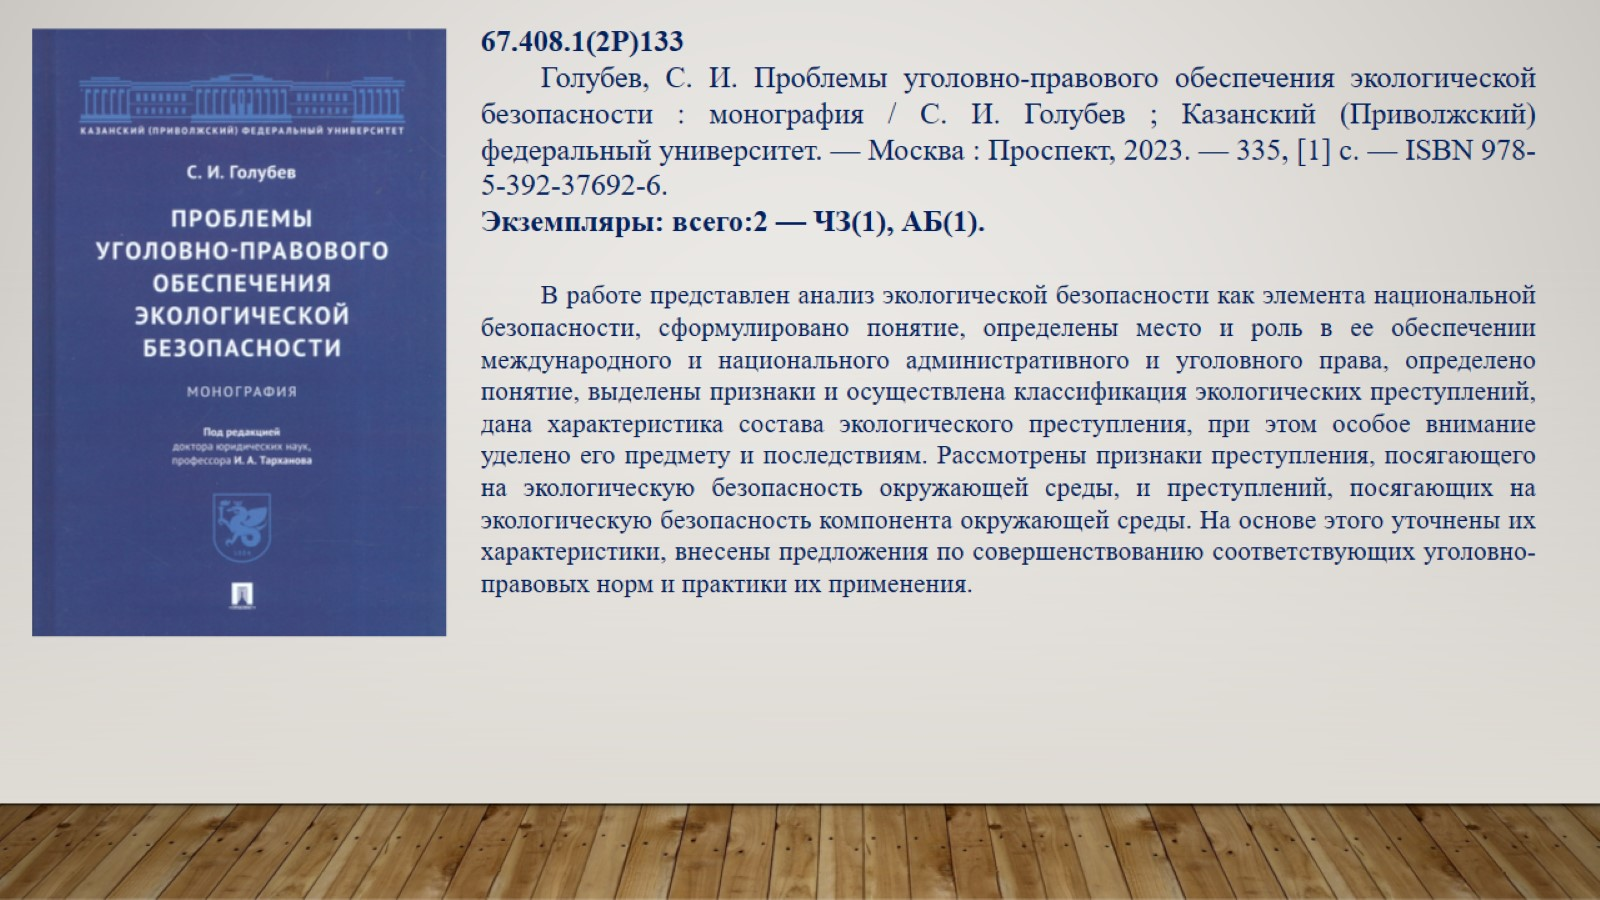 КАЗАНСКИЙ (ПРИВОЛЖСКИЙ) ФЕДЕРАЛЬНЫЙ УНИВЕРСИТЕТ
С. И. Голубев
ПРОБЛЕМЫ
УГОЛОВНО-ПРАВОВОГО
ОБЕСПЕЧЕНИЯ
ЭКОЛОГИЧЕСКОЙ
БЕЗОПАСНОСТИ
МОНОГРАФИЯ
Под редакцией
доктора юридических наук,
профессора И. А. Тарханова
67.408.1(2Р)133
Голубев, С. И. Проблемы уголовно-правового обеспечения экологической
безопасности : монография / С. И. Голубев ; Казанский (Приволжский)
федеральный университет. — Москва : Проспект, 2023. — 335, [1] с. — ISBN 978-
5-392-37692-6.
Экземпляры: всего:2 — ЧЗ(1), АБ(1).
В работе представлен анализ экологической безопасности как элемента национальной
безопасности, сформулировано понятие, определены место и роль в ее обеспечении
международного и национального административного и уголовного права, определено
понятие, выделены признаки и осуществлена классификация экологических преступлений,
дана характеристика состава экологического преступления, при этом особое внимание
уделено его предмету и последствиям. Рассмотрены признаки преступления, посягающего
на экологическую безопасность окружающей среды, и преступлений, посягающих на
экологическую безопасность компонента окружающей среды. На основе этого уточнены их
характеристики, внесены предложения по совершенствованию соответствующих уголовно-
правовых норм и практики их применения.